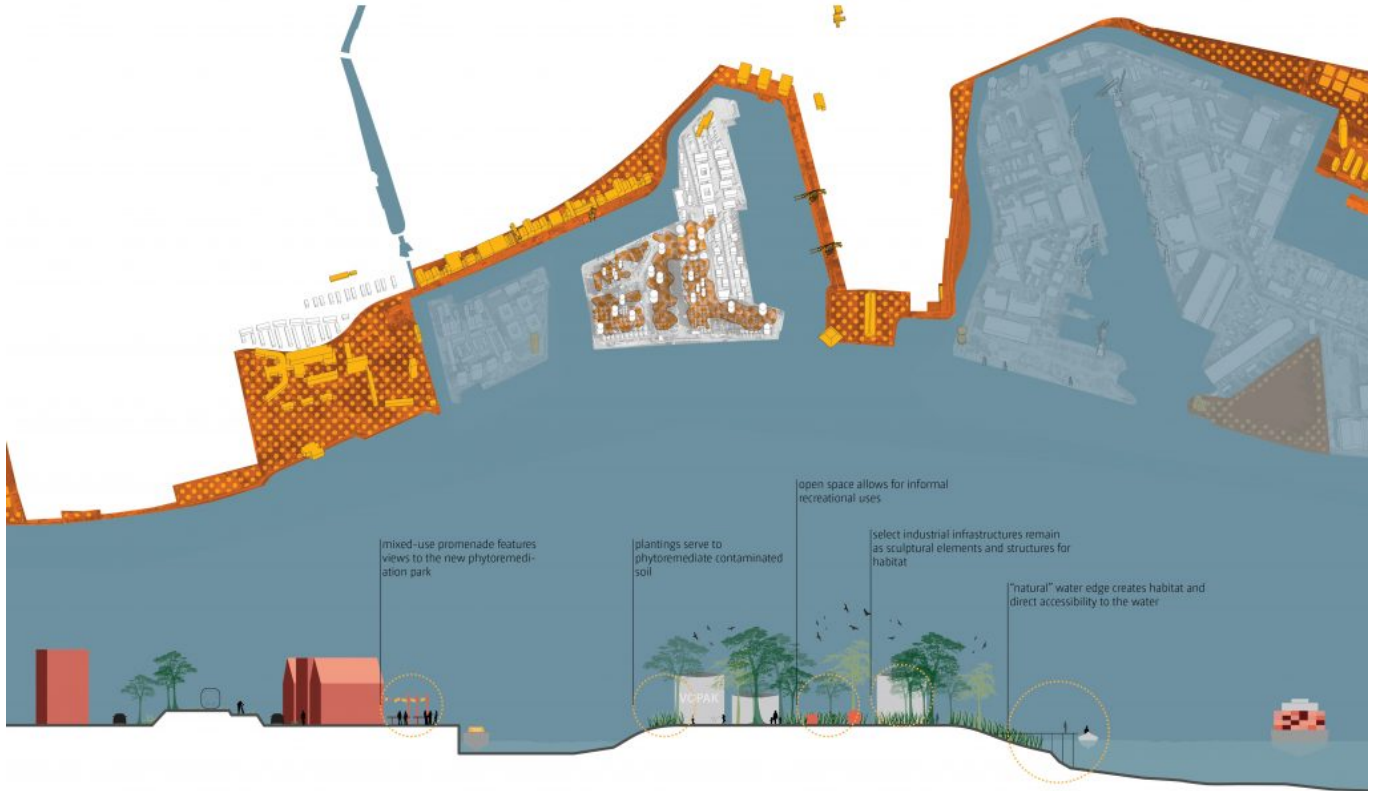 open space allows for informal
recreational uses
mixed-use promenade features
views to the new phytoremedi-
ation park
plantings serve to
phytoremediate contaminated
soil
select industrial infrastructures remain
as sculptural elements and structures for
habitat
"natural" water edge creates habitat and
direct accessibility to the water
VOPAK